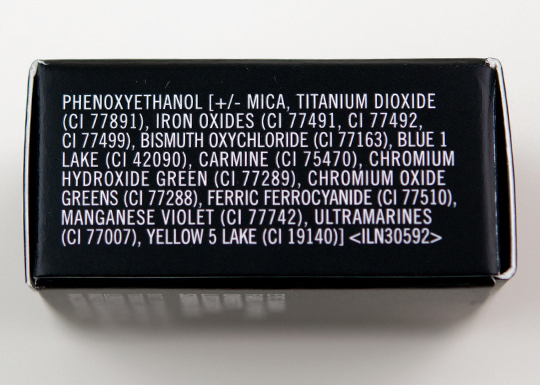 PHENOXYETHANOL [+/- MICA, TITANIUM DIOXIDE
(CI 77891), IRON OXIDES (CI 77491, CI 77492,
CI 77499), BISMUTH OXYCHLORIDE (CI 77163), BLUE 1
LAKE (CI 42090), CARMINE (CI 75470), CHROMIUM
HYDROXIDE GREEN (CI 77289), CHROMIUM OXIDE
GREENS (CI 77288), FERRIC FERROCYANIDE (CI 77510),
MANGANESE VIOLET (CI 77742), ULTRAMARINES
(CI 77007), YELLOW 5 LAKE (CI 19140)] <ILN30592>